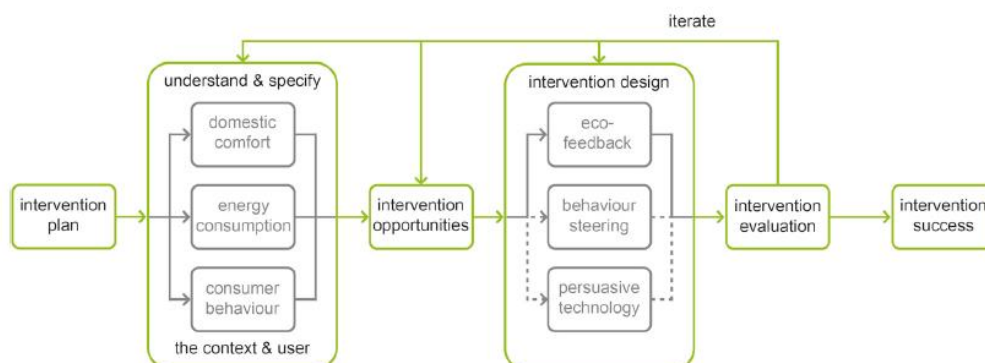 iterate
understand & specify
domestic
comfort
energy
consumption
consumer
behaviour
the context & user
intervention
plan
intervention
opportunities
intervention design
eco-
feedback
behaviour
steering
persuasive
technology
intervention
evaluation
intervention
success